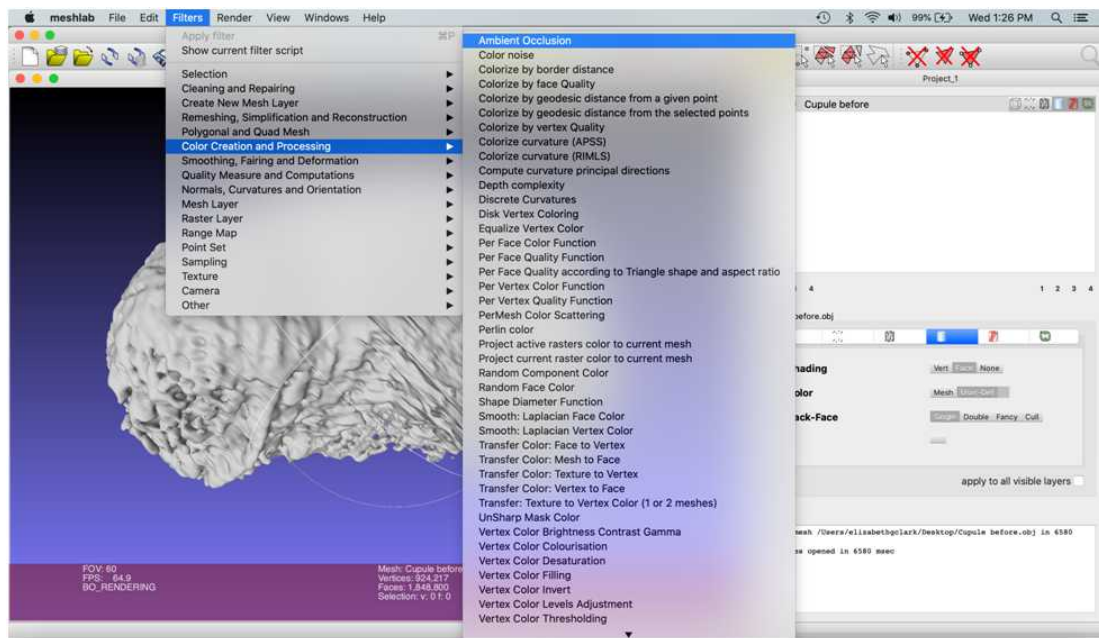 meshlab File Edit Filters Render View Windows Help 99% Wed 1:26 PM
Apply filter ⌘P
Show current filter script
Selection
Cleaning and Repairing
Create New Mesh Layer
Remeshing, Simplification and Reconstruction
Polygonal and Quad Mesh
Color Creation and Processing
Smoothing, Fairing and Deformation
Quality Measure and Computations
Normals, Curvatures and Orientation
Mesh Layer
Raster Layer
Range Map
Point Set
Sampling
Texture
Camera
Other
Ambient Occlusion
Color noise
Colorize by border distance
Colorize by face Quality
Colorize by geodesic distance from a given point
Colorize by geodesic distance from the selected points
Colorize by vertex Quality
Colorize curvature (APSS)
Colorize curvature (RIMLS)
Compute curvature principal directions
Depth complexity
Discrete Curvatures
Disk Vertex Coloring
Equalize Vertex Color
Per Face Color Function
Per Face Quality Function
Per Face Quality according to Triangle shape and aspect ratio
Per Vertex Color Function
Per Vertex Quality Function
PerMesh Color Scattering
Perlin color
Project active rasters color to current mesh
Project current raster color to current mesh
Random Component Color
Random Face Color
Shape Diameter Function
Smooth: Laplacian Face Color
Smooth: Laplacian Vertex Color
Transfer Color: Face to Vertex
Transfer Color: Mesh to Face
Transfer Color: Texture to Vertex
Transfer Color: Vertex to Face
Transfer: Texture to Vertex Color (1 or 2 meshes)
UnSharp Mask Color
Vertex Color Brightness Contrast Gamma
Vertex Color Colourisation
Vertex Color Desaturation
Vertex Color Filling
Vertex Color Invert
Vertex Color Levels Adjustment
Vertex Color Thresholding
Project_1
Cupule before
4 1 2 3 4
efore.obj
hading Vert Face None
olor Mesh User-Def
ack-Face Single Double Fancy Cull
apply to all visible layers
mesh /Users/elizabethgclark/Desktop/Cupule before.obj in 6580
es opened in 6580 msec
FOV: 60
FPS: 64.9
BO_RENDERING
Mesh: Cupule before
Vertices: 924,217
Faces: 1,848,800
Selection: v: 0 f: 0